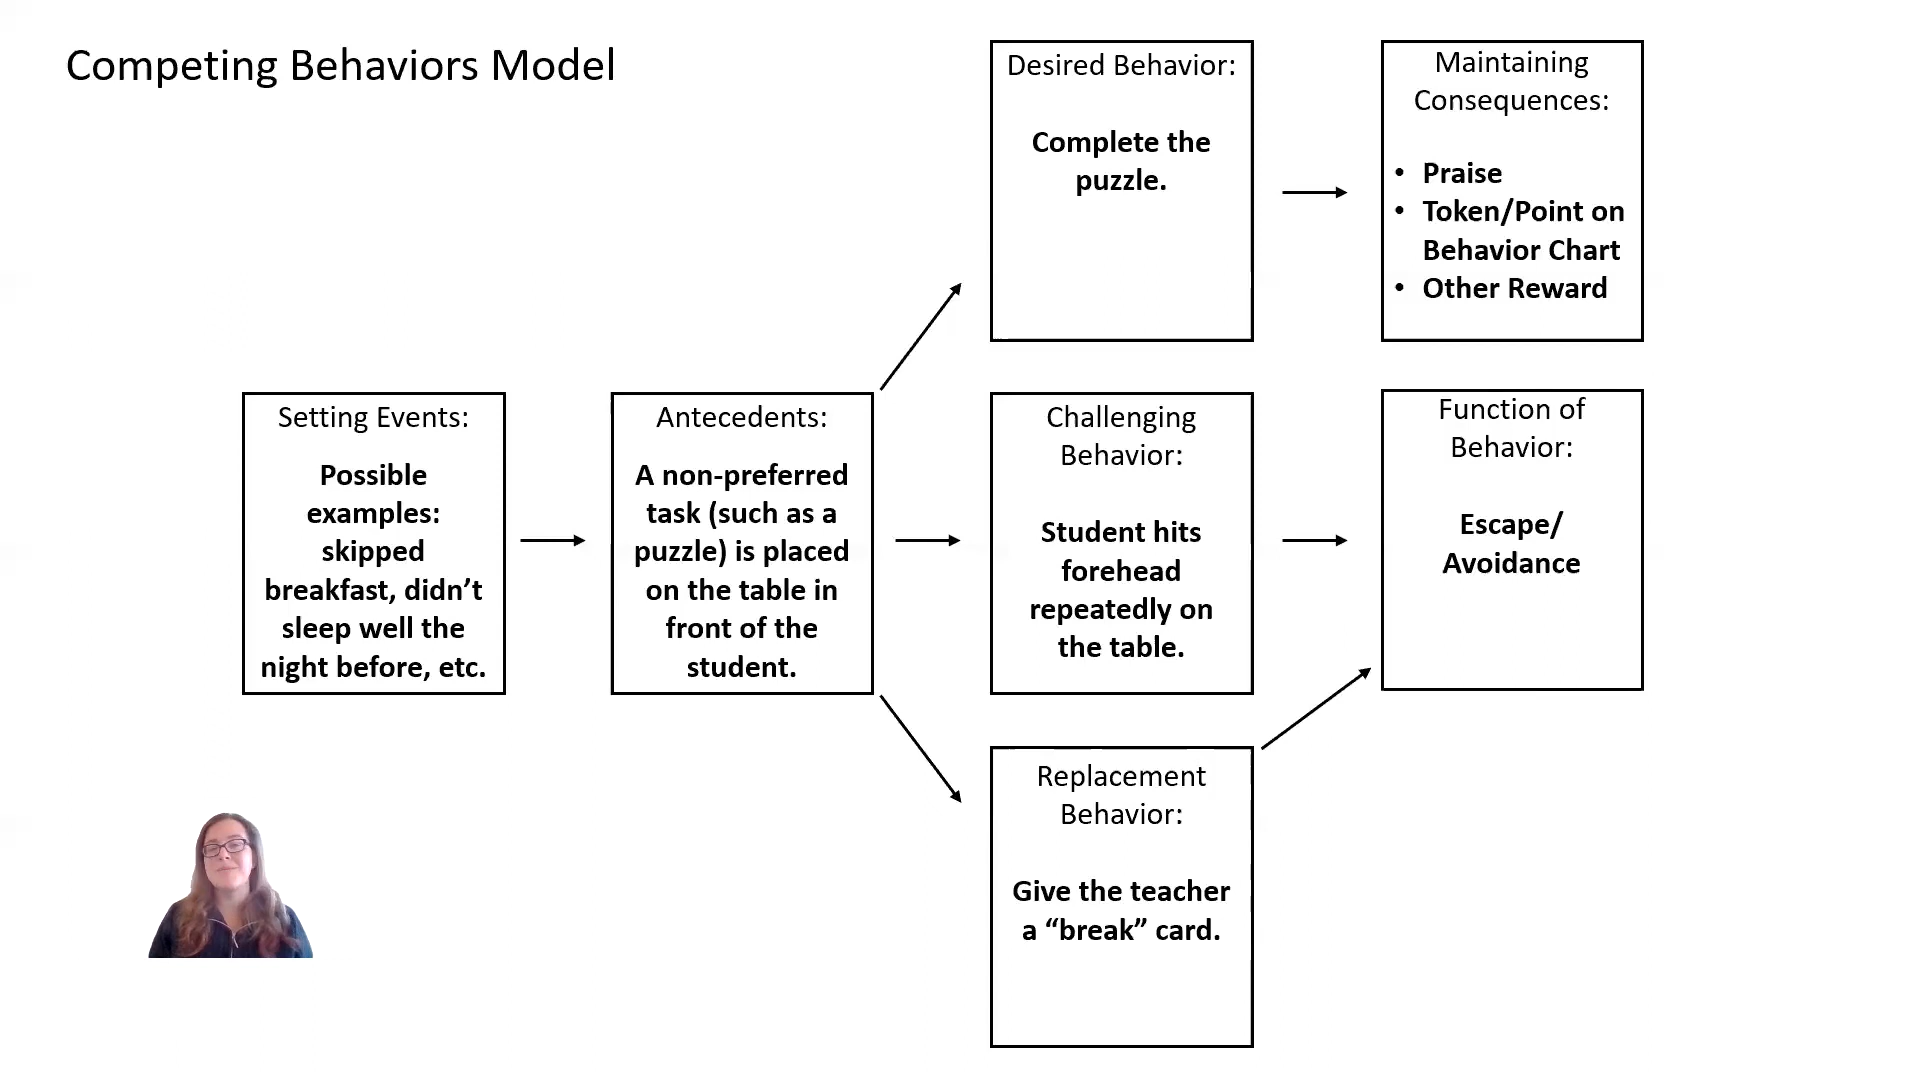 Competing Behaviors Model
Desired Behavior:
Complete the
puzzle.
Maintaining
Consequences:
• Praise
• Token/Point on
Behavior Chart
• Other Reward
Setting Events:
Possible
examples:
skipped
breakfast, didn’t
sleep well the
night before, etc.
Antecedents:
A non-preferred
task (such as a
puzzle) is placed
on the table in
front of the
student.
Challenging
Behavior:
Student hits
forehead
repeatedly on
the table.
Function of
Behavior:
Escape/
Avoidance
Replacement
Behavior:
Give the teacher
a “break” card.